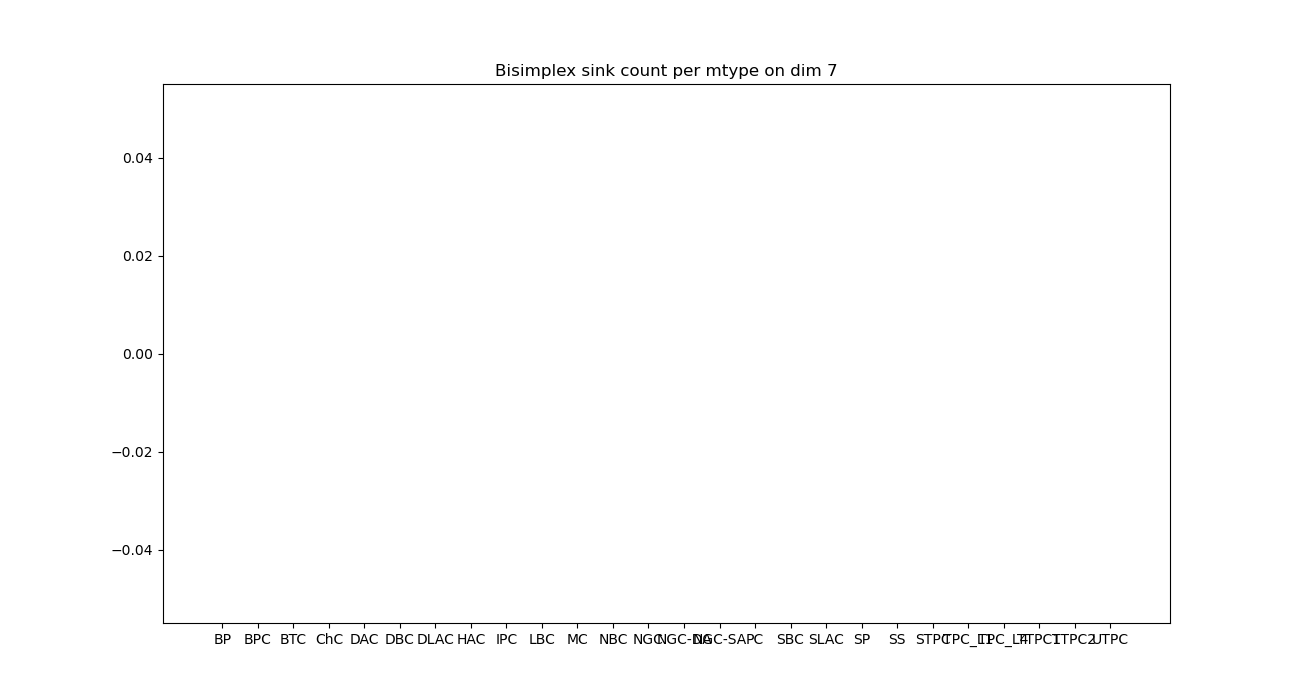 Bisimplex sink count per mtype on dim 7
0.04
0.02
0.00
−0.02
−0.04
BP BPC BTC ChC DAC DBC DLAC HAC IPC LBC MC NBC NGC NGC-DA NGC-SA PC SBC SLAC SP SS STPC TPC_L1 TPC_L4 TTPC1 TTPC2 UTPC